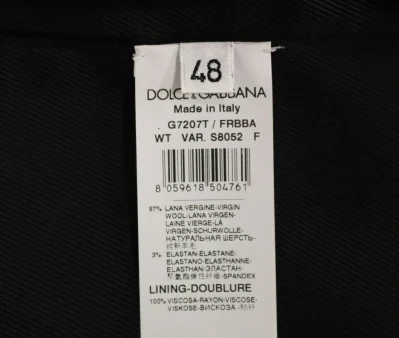 48
DOLCE&GABBANA
Made in Italy
G7207T / FRBBA
WT VAR. S8052 F
8 059618 504761
97% LANA VERGINE-VIRGIN
WOOL-LANA VIRGEN-
LAINE VIERGE-LA
VIRGEN-SCHURWOLLE-
НАТУРАЛЬНАЯ ШЕРСТЬ-
3% ELASTAN-ELASTANE-
ELASTANO-ELASTHANNE-
ELASTHAN-ЭЛАСТАН-
-SPANDEX
LINING-DOUBLURE
100% VISCOSA-RAYON-VISCOSE-
VISKOSE-ВИСКОЗА